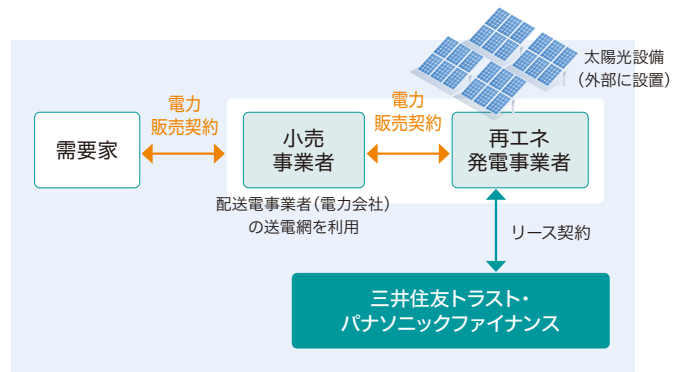 太陽光設備
（外部に設置）
電力
販売契約
電力
販売契約
需要家
小売
事業者
再エネ
発電事業者
配送電事業者（電力会社）
の送電網を利用
リース契約
三井住友トラスト・
パナソニックファイナンス